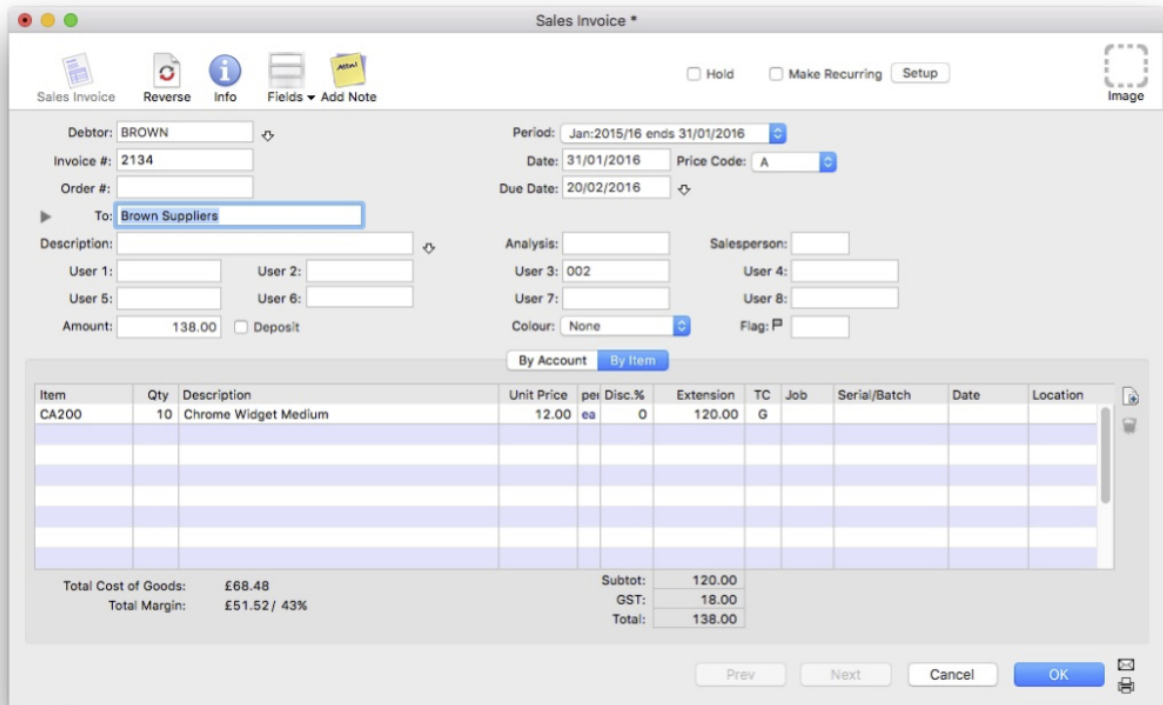 Sales Invoice *
Sales Invoice Reverse Info Fields Add Note
Hold Make Recurring Setup
Image
Debtor: BROWN Period: Jan:2015/16 ends 31/01/2016
Invoice #: 2134 Date: 31/01/2016 Price Code: A
Order #: Due Date: 20/02/2016
To: Brown Suppliers
Description: Analysis: Salesperson:
User 1: User 2: User 3: 002 User 4:
User 5: User 6: User 7: User 8:
Amount: 138.00 Deposit Colour: None Flag:
By Account By Item
Item Qty Description Unit Price per Disc.% Extension TC Job Serial/Batch Date Location
CA200 10 Chrome Widget Medium 12.00 ea 0 120.00 G
Total Cost of Goods: £68.48 Subtot: 120.00
Total Margin: £51.52/ 43% GST: 18.00
Total: 138.00
Prev Next Cancel OK